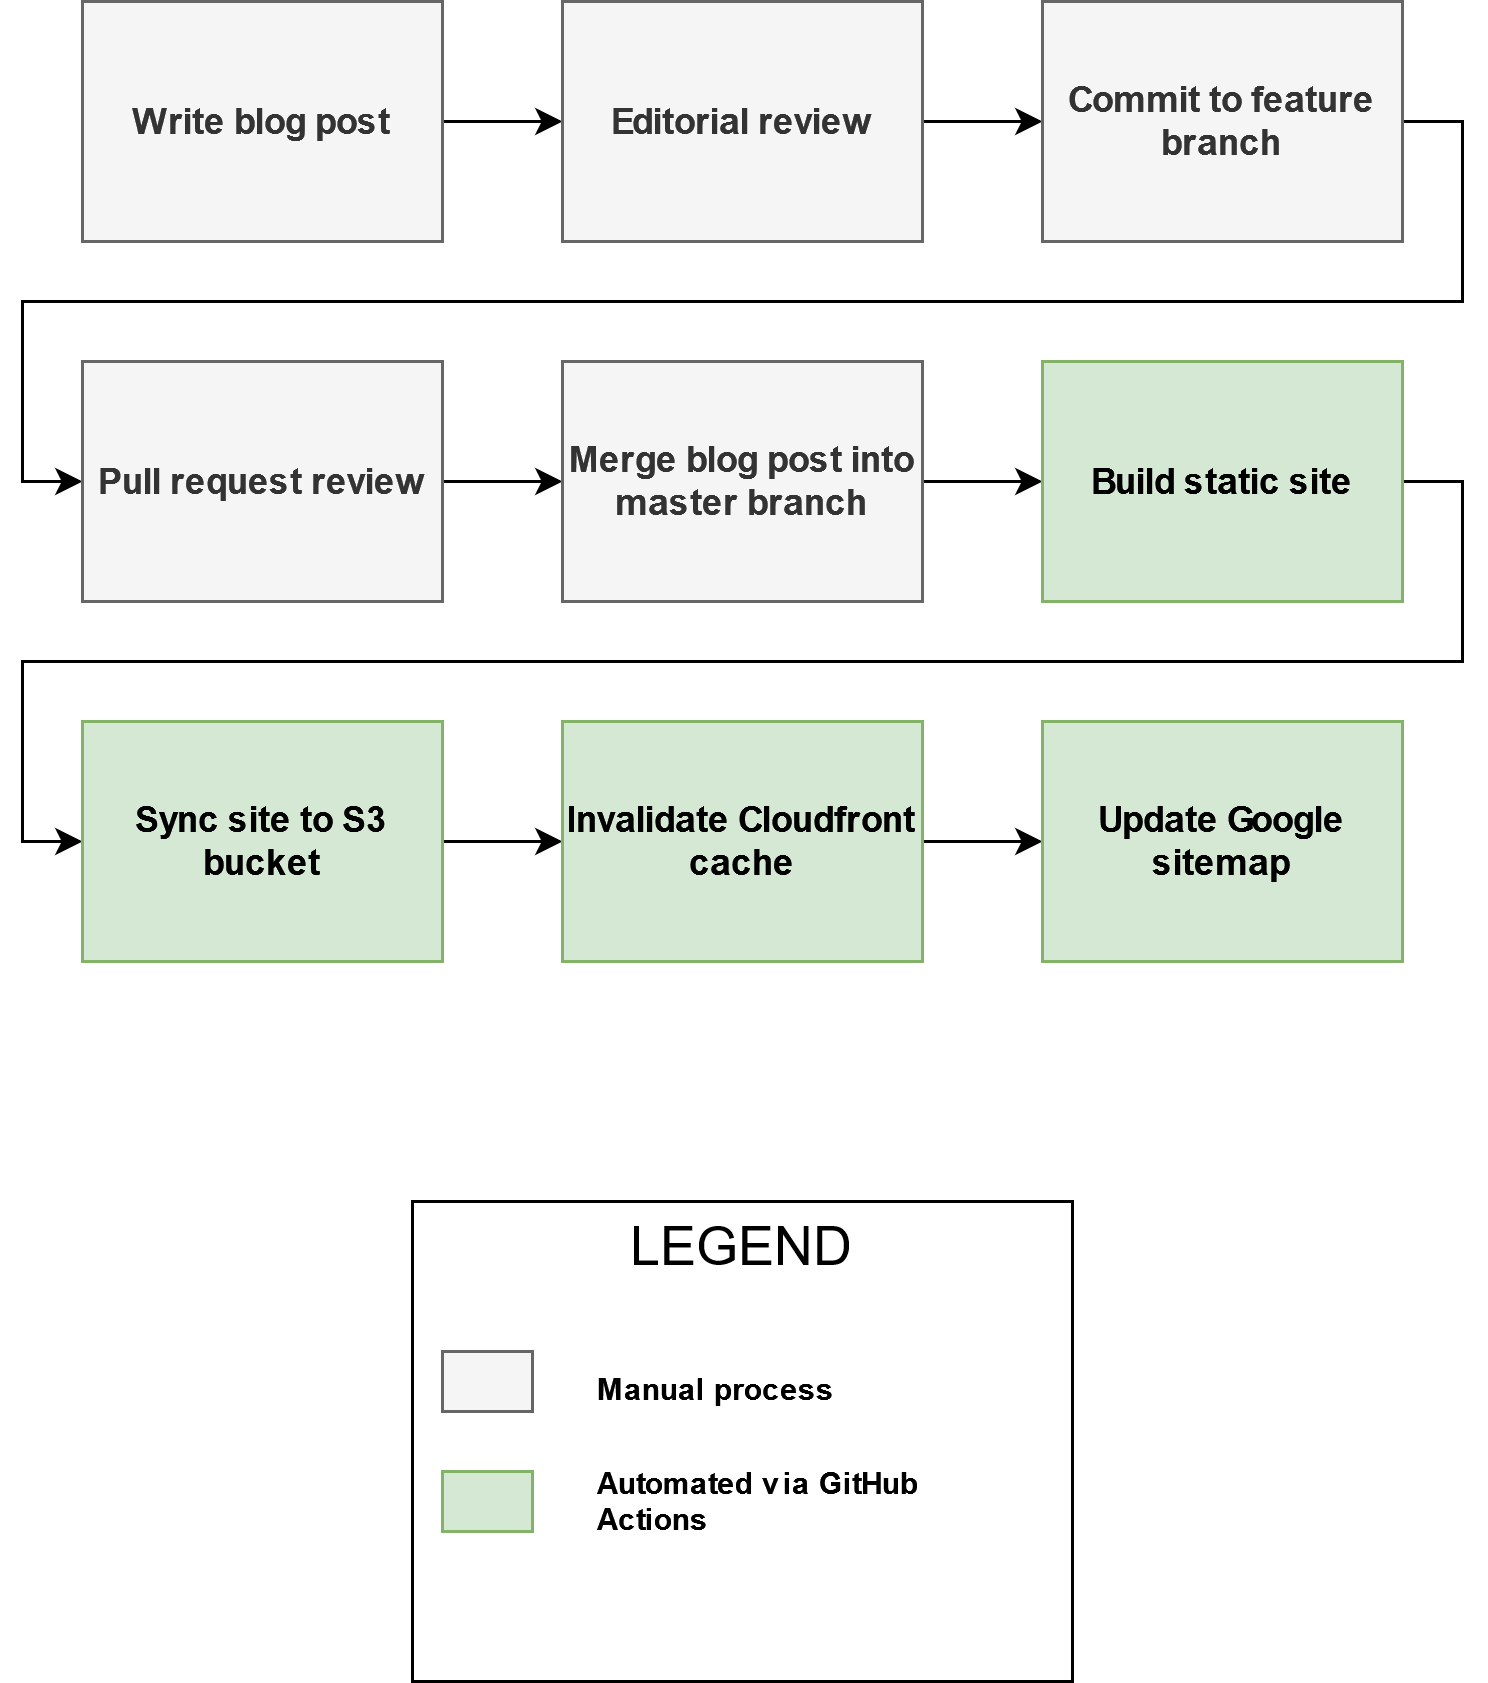 Write blog post
Editorial review
Commit to feature
branch
Pull request review
Merge blog post into
master branch
Build static site
Sync site to S3
bucket
Invalidate Cloudfront
cache
Update Google
sitemap
LEGEND
Manual process
Automated via GitHub
Actions